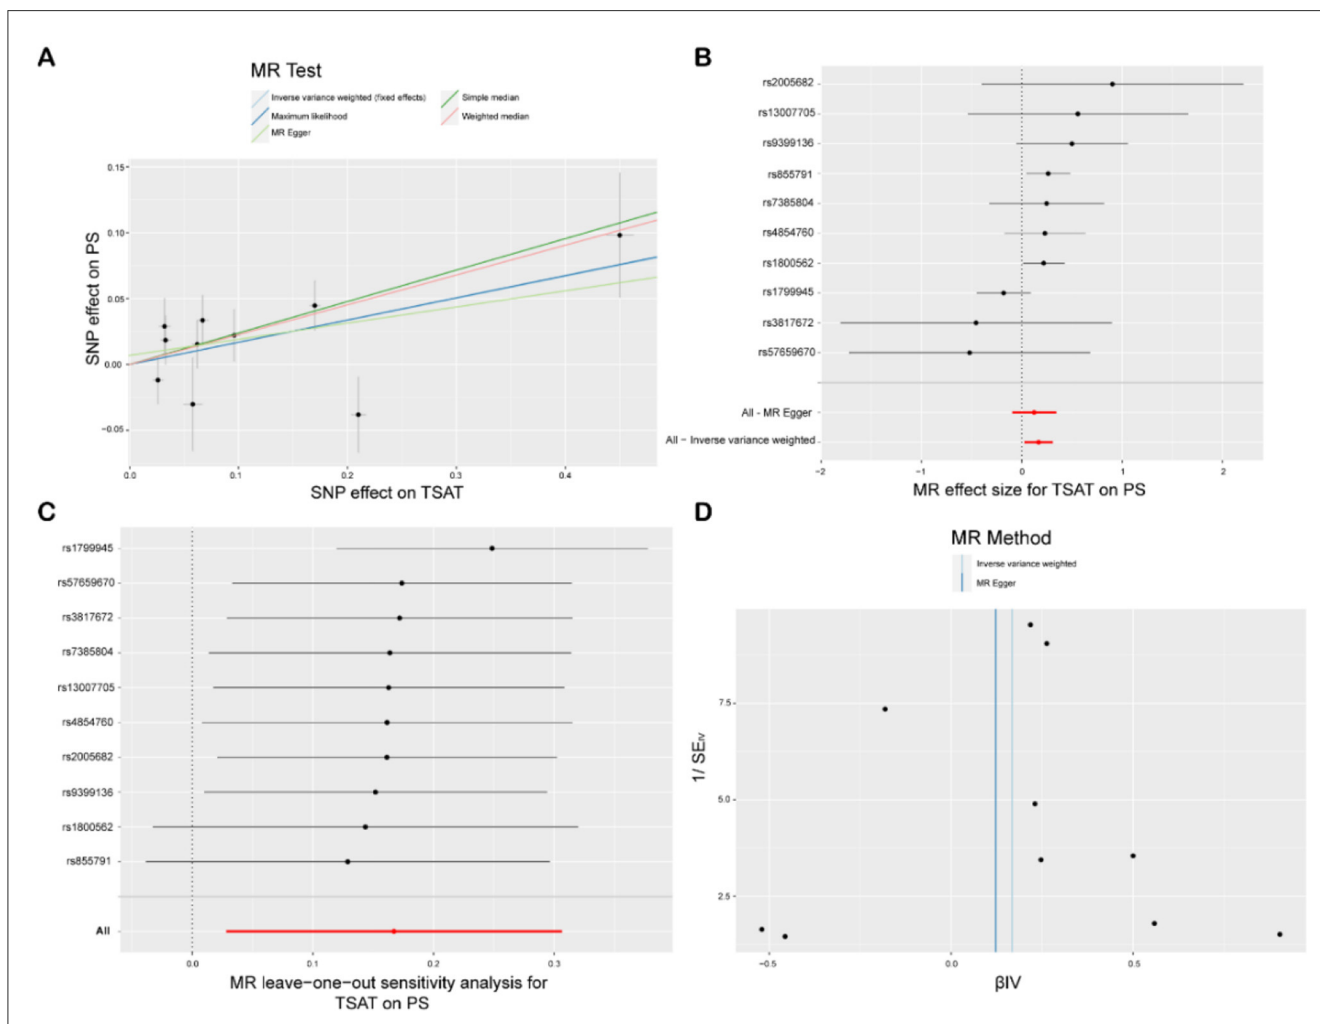 A
MR Test
Inverse variance weighted (fixed effects)
Maximum likelihood
MR Egger
Simple median
Weighted median
SNP effect on PS
0.15
0.10
0.05
0.00
−0.05
0.0 0.1 0.2 0.3 0.4
SNP effect on TSAT
B
rs2005682
rs13007705
rs9399136
rs855791
rs7385804
rs4854760
rs1800562
rs1799945
rs3817672
rs57659670
All - MR Egger
All − Inverse variance weighted
−2 −1 0 1 2
MR effect size for TSAT on PS
C
rs1799945
rs57659670
rs3817672
rs7385804
rs13007705
rs4854760
rs2005682
rs9399136
rs1800562
rs855791
All
0.0 0.1 0.2 0.3
MR leave−one−out sensitivity analysis for
TSAT on PS
D
MR Method
Inverse variance weighted
MR Egger
1/ SEIV
7.5
5.0
2.5
−0.5 0.0 0.5
βIV